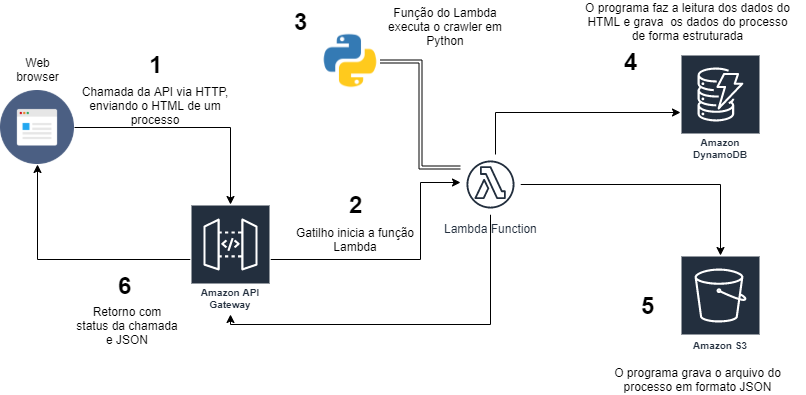 3
Função do Lambda
executa o crawler em
Python
O programa faz a leitura dos dados do
HTML e grava os dados do processo
de forma estruturada
4
Web
browser
1
Chamada da API via HTTP,
enviando o HTML de um
processo
Amazon
DynamoDB
2
Gatilho inicia a função
Lambda
Lambda Function
6
Retorno com
status da chamada
e JSON
Amazon API
Gateway
5
Amazon S3
O programa grava o arquivo do
processo em formato JSON